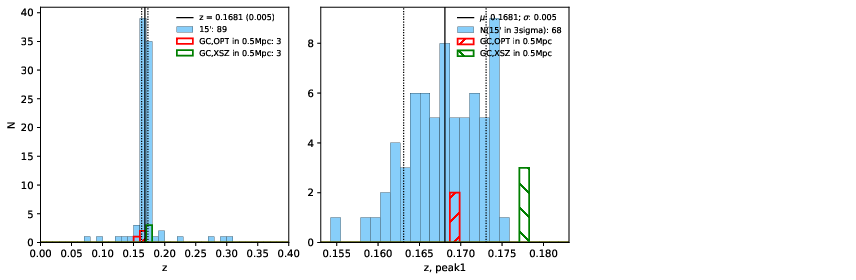 z = 0.1681 (0.005)
15': 89
GC,OPT in 0.5Mpc: 3
GC,XSZ in 0.5Mpc: 3
N
40
35
30
25
20
15
10
5
0
0.00 0.05 0.10 0.15 0.20 0.25 0.30 0.35 0.40
z
μ: 0.1681; σ: 0.005
N(15' in 3sigma): 68
GC,OPT in 0.5Mpc
GC,XSZ in 0.5Mpc
8
6
4
2
0
0.155 0.160 0.165 0.170 0.175 0.180
z, peak1